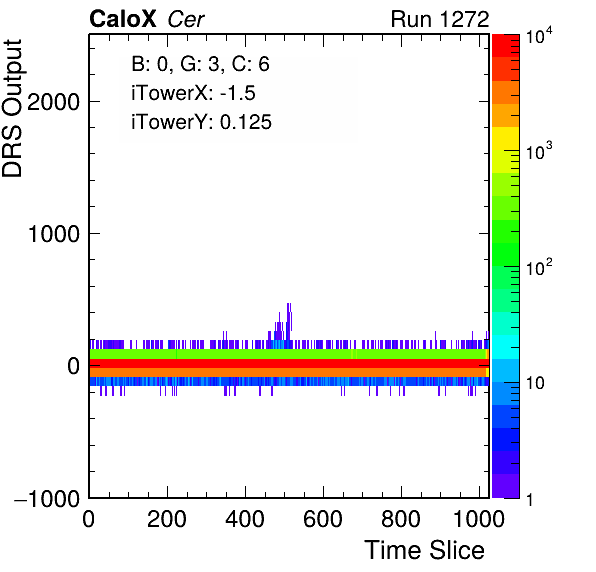 CaloX Cer Run 1272
B: 0, G: 3, C: 6
iTowerX: -1.5
iTowerY: 0.125
DRS Output
2000
1000
0
−1000
0 200 400 600 800 1000
Time Slice
10^4
10^3
10^2
10
1